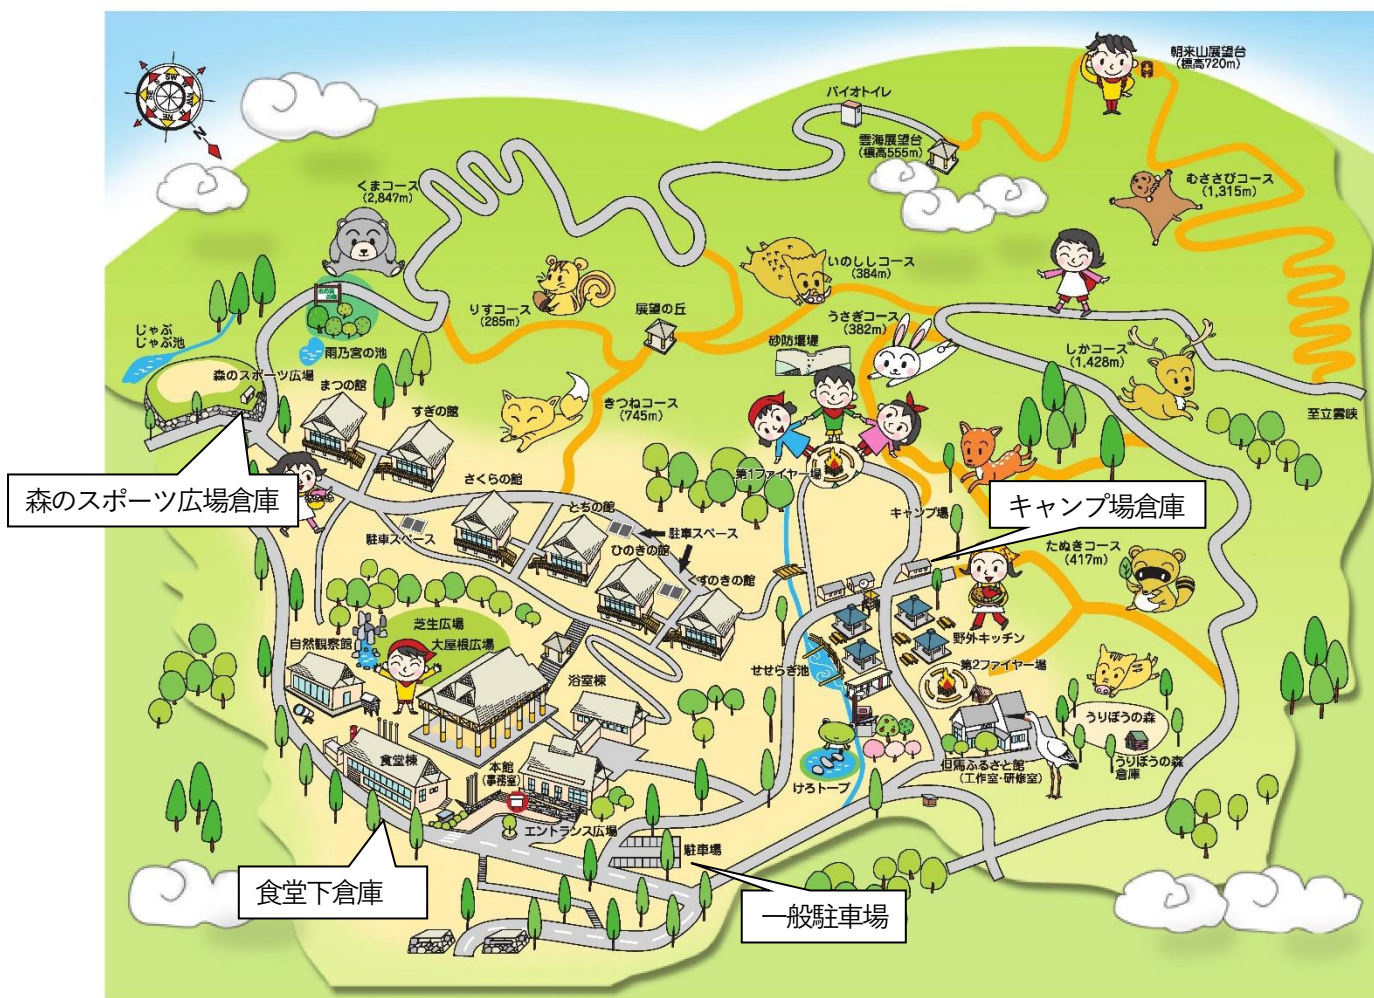 朝来山展望台
(標高720m)
バイオトイレ
雲海展望台
(標高555m)
N
SW
NE
くまコース
(2,847m)
むささびコース
(1,315m)
いのししコース
(384m)
りすコース
(285m)
展望の丘
うさぎコース
(382m)
砂防堰堤
じゃぶ
じゃぶ池
雨乃宮の池
しかコース
(1,428m)
森のスポーツ広場
まつの館
すぎの館
きつねコース
(745m)
至立雲峡
森のスポーツ広場倉庫
さくらの館
第1ファイヤー場
キャンプ場倉庫
とちの館
キャンプ場
駐車スペース
駐車スペース
ひのきの館
たぬきコース
(417m)
くすのきの館
芝生広場
自然観察館
大屋根広場
野外キッチン
せせらぎ池
第2ファイヤー場
浴室棟
うりぼうの森
食堂棟
本館
(事務室)
但馬ふるさと館
(工作室・研修室)
うりぼうの森
倉庫
けろトープ
エントランス広場
駐車場
食堂下倉庫
一般駐車場